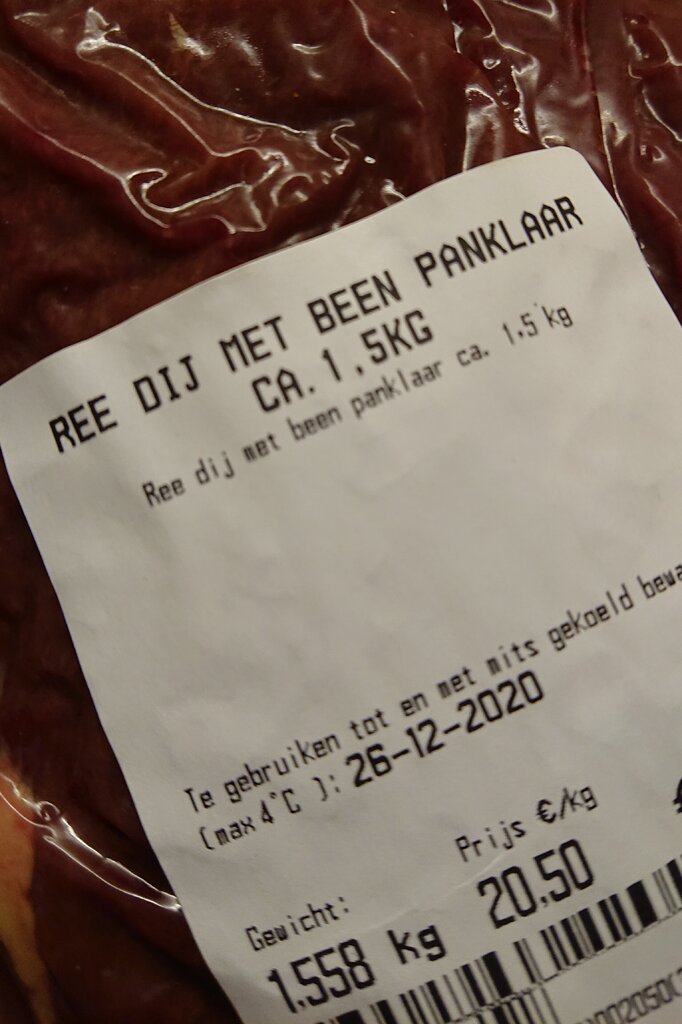 REE DIJ MET BEEN PANKLAAR
CA. 1,5KG
Ree dij met been panklaar ca. 1,5 kg
Te gebruiken tot en met mits gekoeld bewa
(max 4°C ): 26-12-2020
Gewicht: Prijs €/kg
1.558 kg 20.50